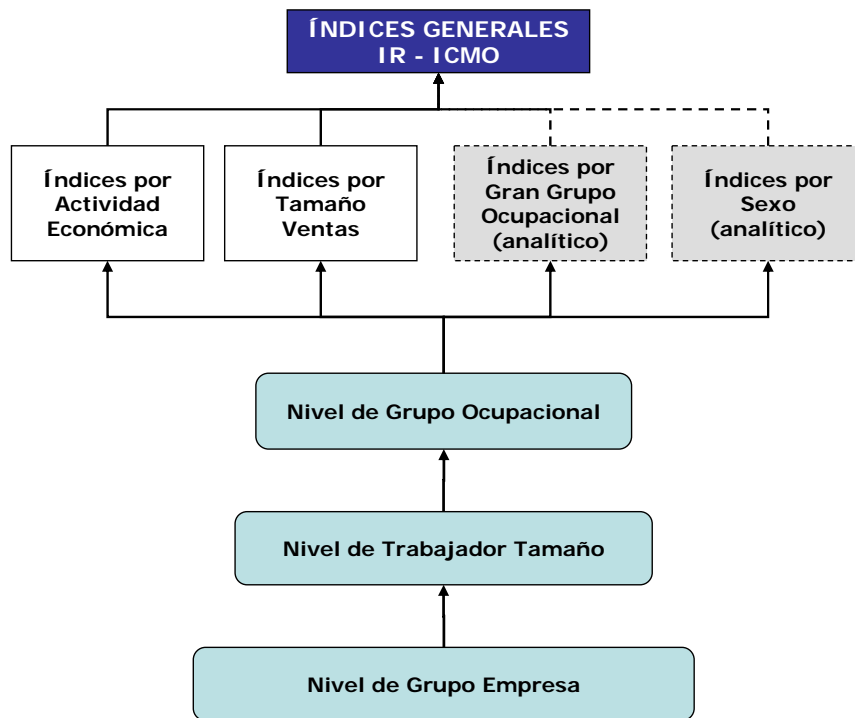 ÍNDICES GENERALES
IR - ICMO
Índices por
Actividad
Económica
Índices por
Tamaño
Ventas
Índices por
Gran Grupo
Ocupacional
(analítico)
Índices por
Sexo
(analítico)
Nivel de Grupo Ocupacional
Nivel de Trabajador Tamaño
Nivel de Grupo Empresa